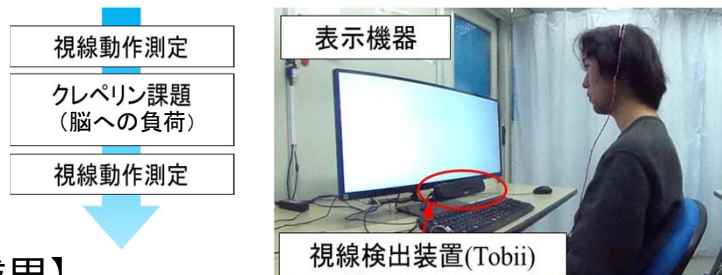 視線動作測定
クレペリン課題
（脳への負荷）
視線動作測定
表示機器
視線検出装置(Tobii)